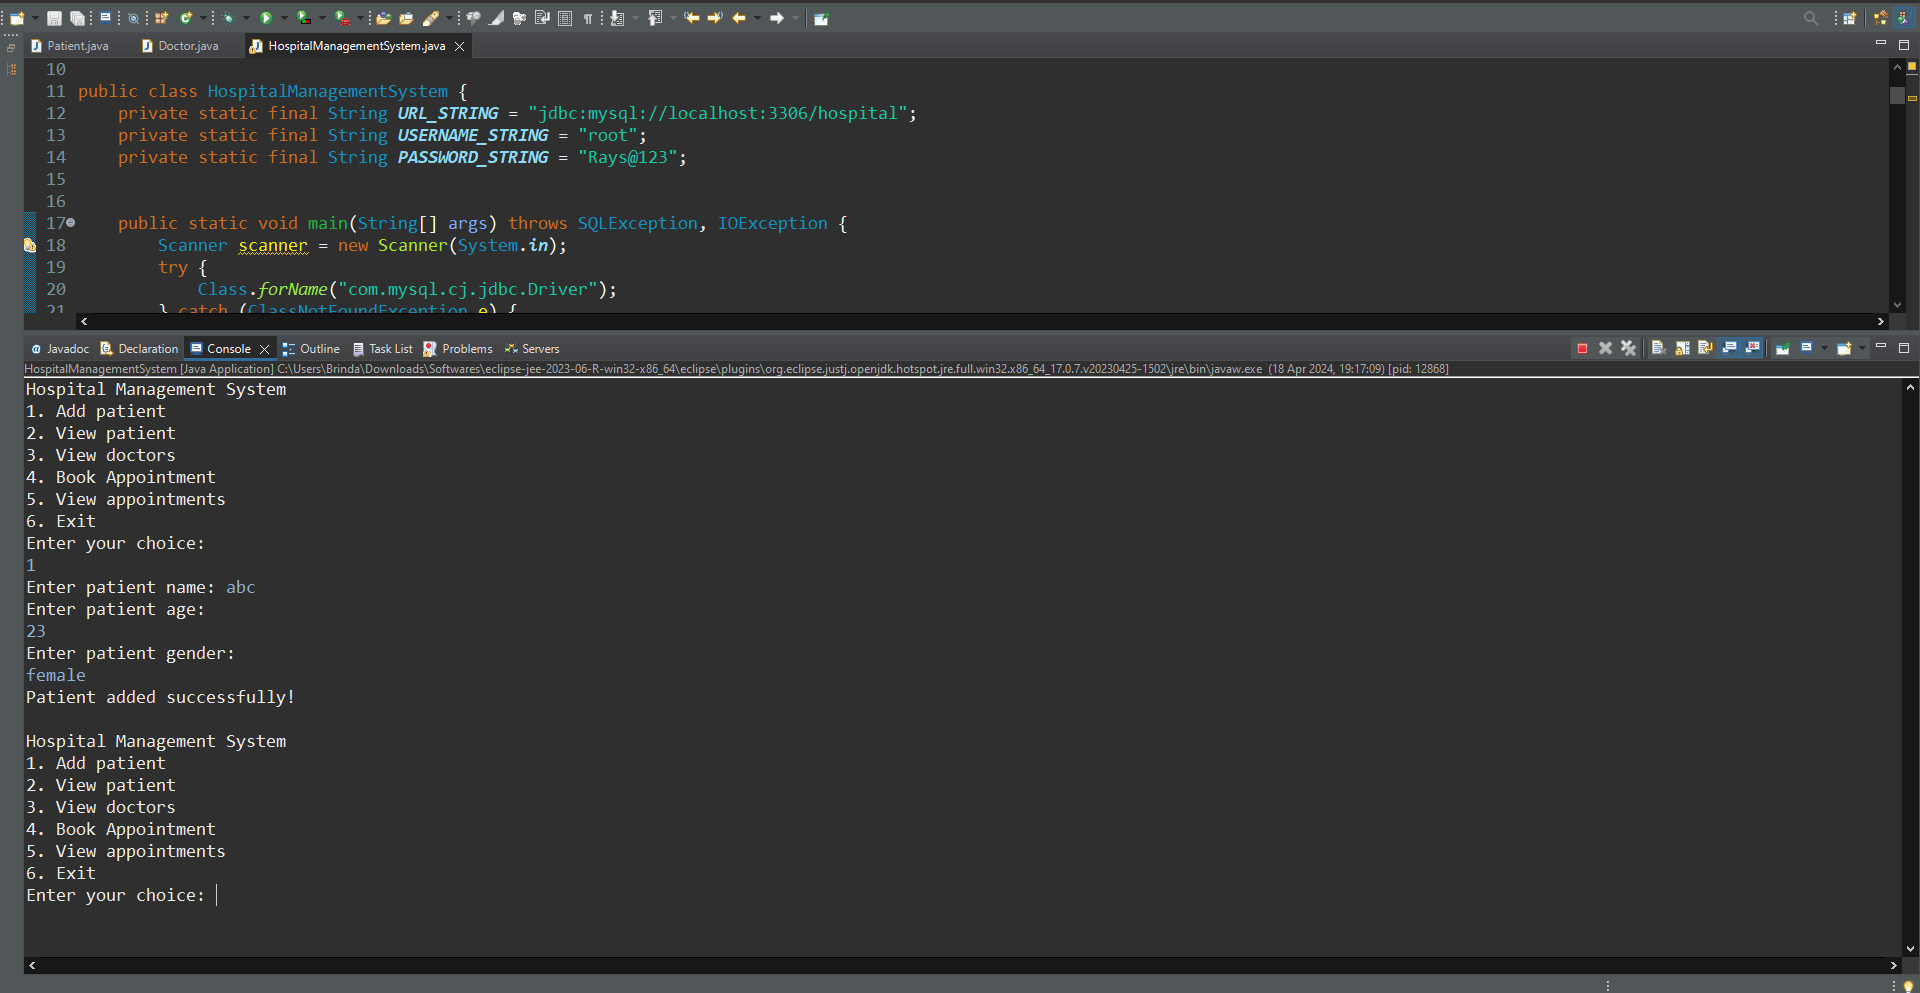 Patient.java Doctor.java HospitalManagementSystem.java
10
11 public class HospitalManagementSystem {
12 private static final String URL_STRING = "jdbc:mysql://localhost:3306/hospital";
13 private static final String USERNAME_STRING = "root";
14 private static final String PASSWORD_STRING = "Rays@123";
15
16
17 public static void main(String[] args) throws SQLException, IOException {
18 Scanner scanner = new Scanner(System.in);
19 try {
20 Class.forName("com.mysql.cj.jdbc.Driver");
21 } catch (ClassNotFoundException e) {
Javadoc Declaration Console Outline Task List Problems Servers
HospitalManagementSystem [Java Application] C:\Users\Brinda\Downloads\Softwares\eclipse-jee-2023-06-R-win32-x86_64\eclipse\plugins\org.eclipse.justj.openjdk.hotspot.jre.full.win32.x86_64_17.0.7.v20230425-1502\jre\bin\javaw.exe (18 Apr 2024, 19:17:09) [pid: 12868]
Hospital Management System
1. Add patient
2. View patient
3. View doctors
4. Book Appointment
5. View appointments
6. Exit
Enter your choice:
1
Enter patient name: abc
Enter patient age:
23
Enter patient gender:
female
Patient added successfully!
Hospital Management System
1. Add patient
2. View patient
3. View doctors
4. Book Appointment
5. View appointments
6. Exit
Enter your choice: